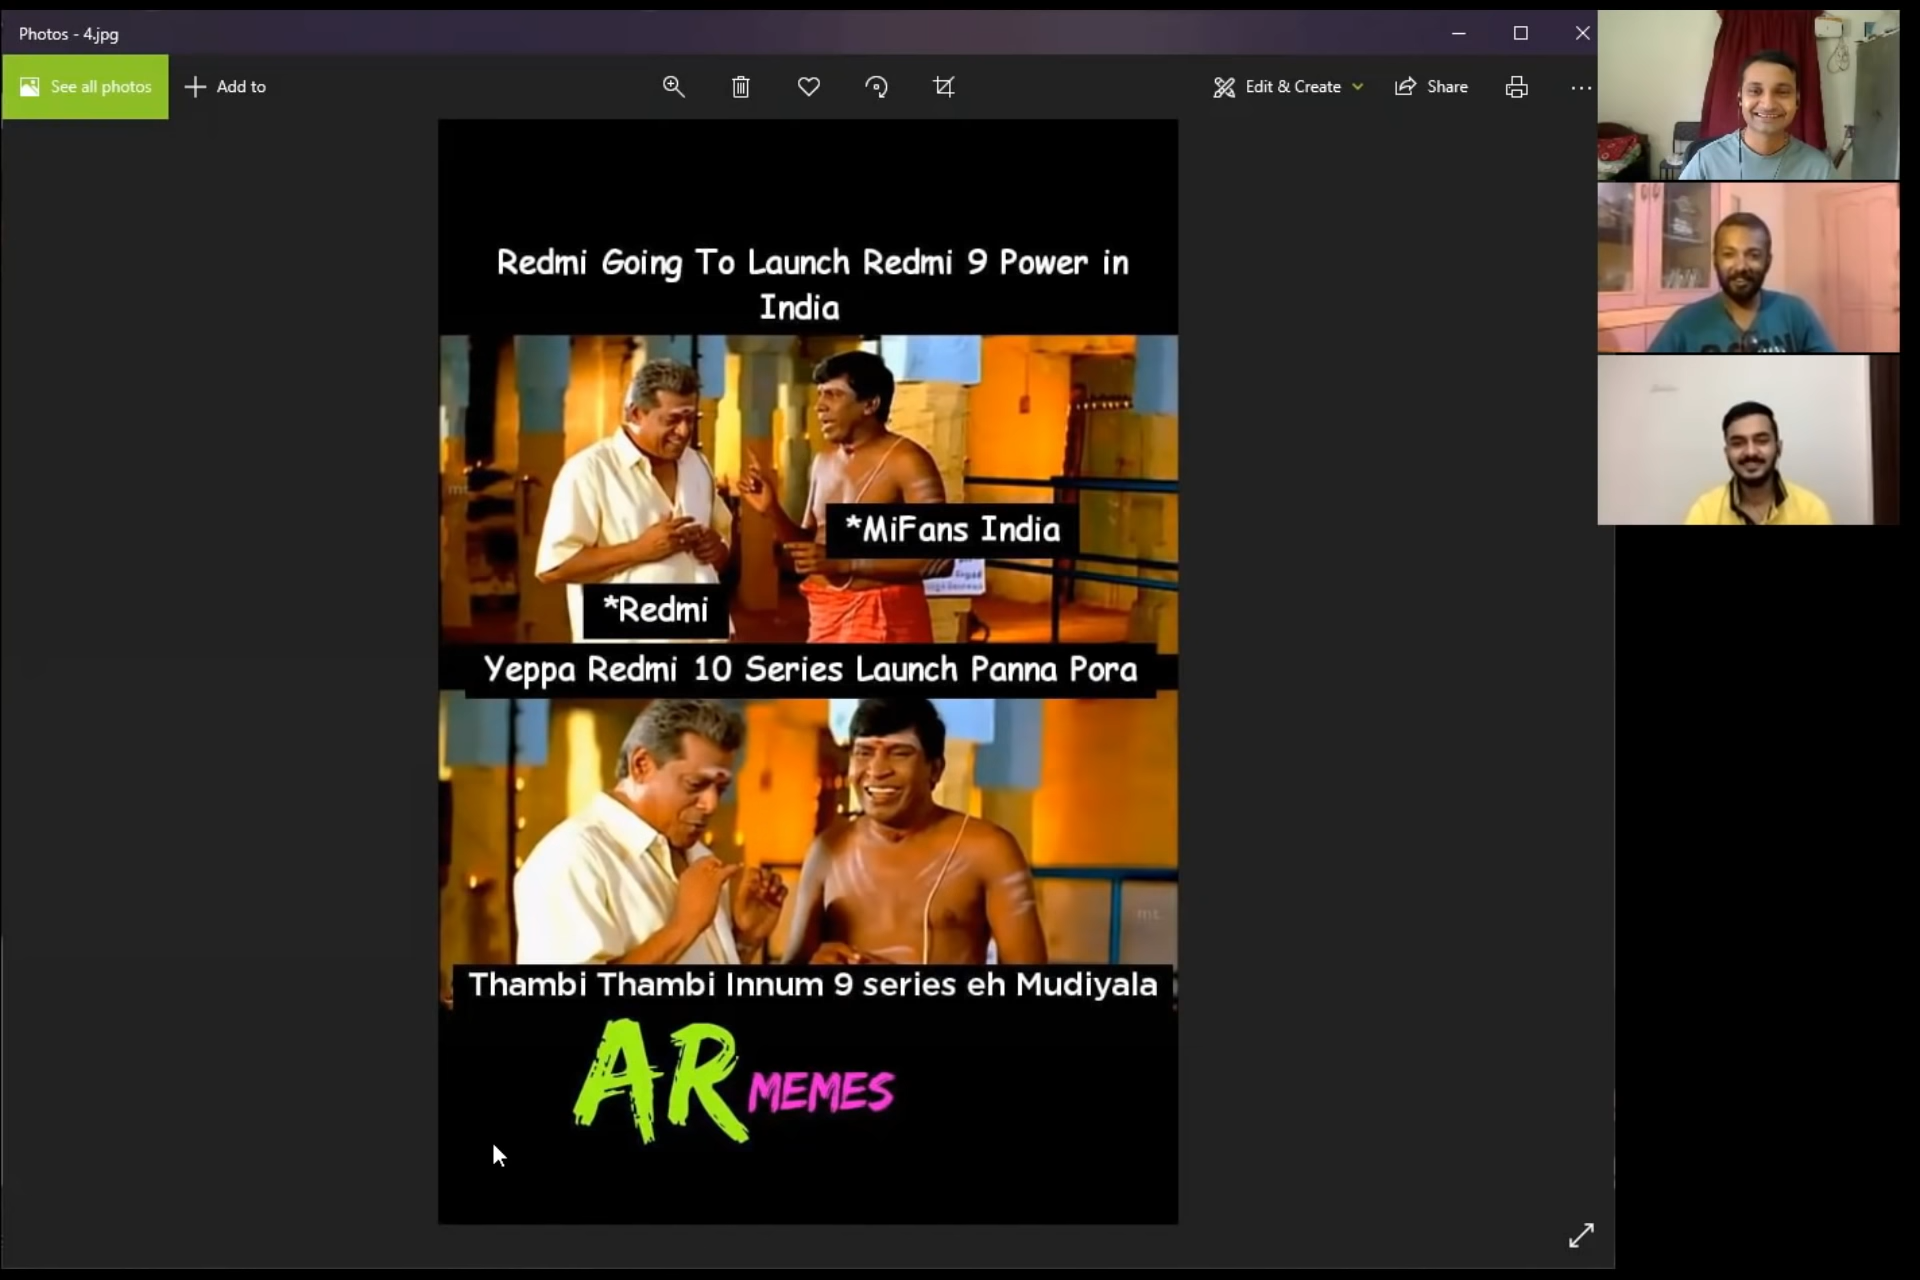 Photos - 4.jpg
See all photos
Add to
Edit & Create
Share
Redmi Going To Launch Redmi 9 Power in
India
*MiFans India
*Redmi
Yeppa Redmi 10 Series Launch Panna Pora
mt
Thambi Thambi Innum 9 series eh Mudiyala
AR MEMES